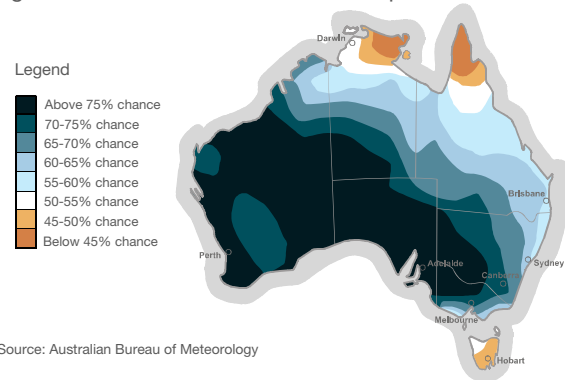 Darwin
Legend
Above 75% chance
70-75% chance
65-70% chance
60-65% chance
55-60% chance
50-55% chance
45-50% chance
Below 45% chance
Brisbane
Perth
Adelaide
Sydney
Canberra
Melbourne
Source: Australian Bureau of Meteorology
Hobart